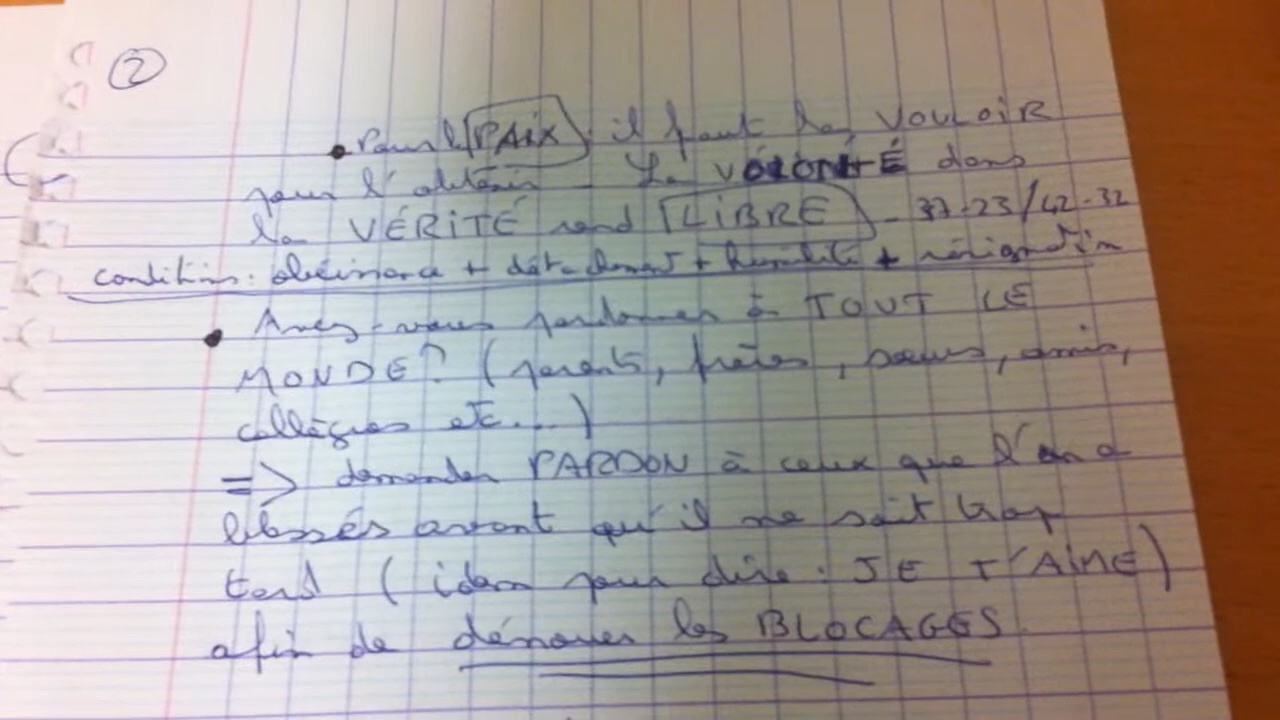 2
• Pour la PAIX : il faut la VOULOIR
pour l'obtenir - La VOLONTÉ dans
la VÉRITÉ rend LIBRE - 37-23/42-32
conditions : obéissance + détachement + humilité + résignation
• Avez-vous pardonner à TOUT LE
MONDE ? (parents, frères, sœurs, amis,
collègues etc...)
=> demander PARDON à ceux que l'on a
blessés avant qu'il ne soit trop
tard (idem pour dire : JE T'AIME)
afin de dénouer les BLOCAGES